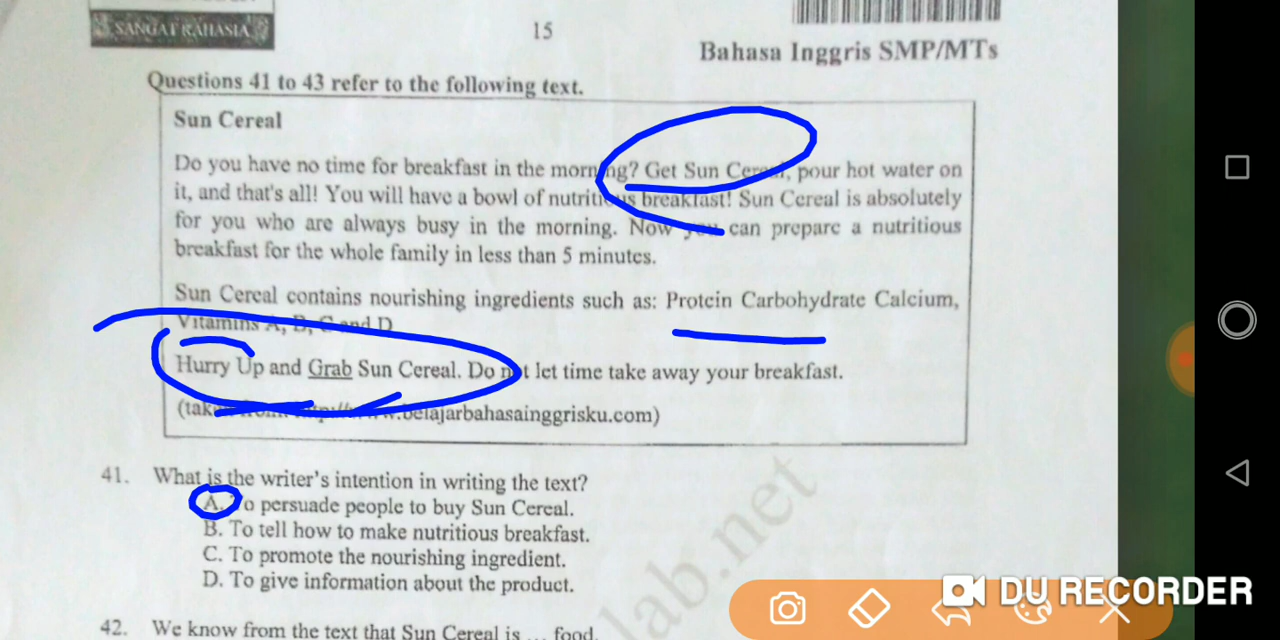 SANGAT RAHASIA
15
Bahasa Inggris SMP/MTs
Questions 41 to 43 refer to the following text.
Sun Cereal
Do you have no time for breakfast in the morning? Get Sun Cereal, pour hot water on
it, and that's all! You will have a bowl of nutritious breakfast! Sun Cereal is absolutely
for you who are always busy in the morning. Now you can prepare a nutritious
breakfast for the whole family in less than 5 minutes.
Sun Cereal contains nourishing ingredients such as: Protein Carbohydrate Calcium,
Vitamins A, B, C and D
Hurry Up and Grab Sun Cereal. Do not let time take away your breakfast.
(taken from http://www.belajarbahasainggrisku.com)
41. What is the writer's intention in writing the text?
A. To persuade people to buy Sun Cereal.
B. To tell how to make nutritious breakfast.
C. To promote the nourishing ingredient.
D. To give information about the product.
42. We know from the text that Sun Cereal is ... food.
lab.net
DU RECORDER